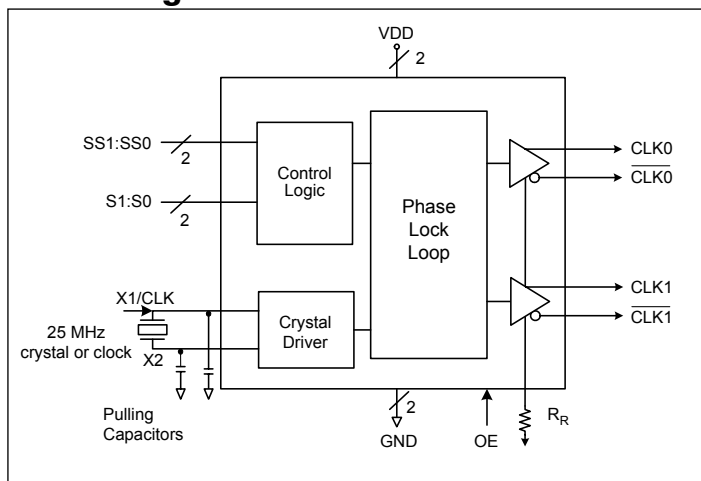 VDD
2
SS1:SS0
2
S1:S0
2
Control
Logic
Phase
Lock
Loop
CLK0
CLK0
X1/CLK
25 MHz
crystal or clock
X2
Crystal
Driver
CLK1
CLK1
Pulling
Capacitors
2
GND
OE
RR